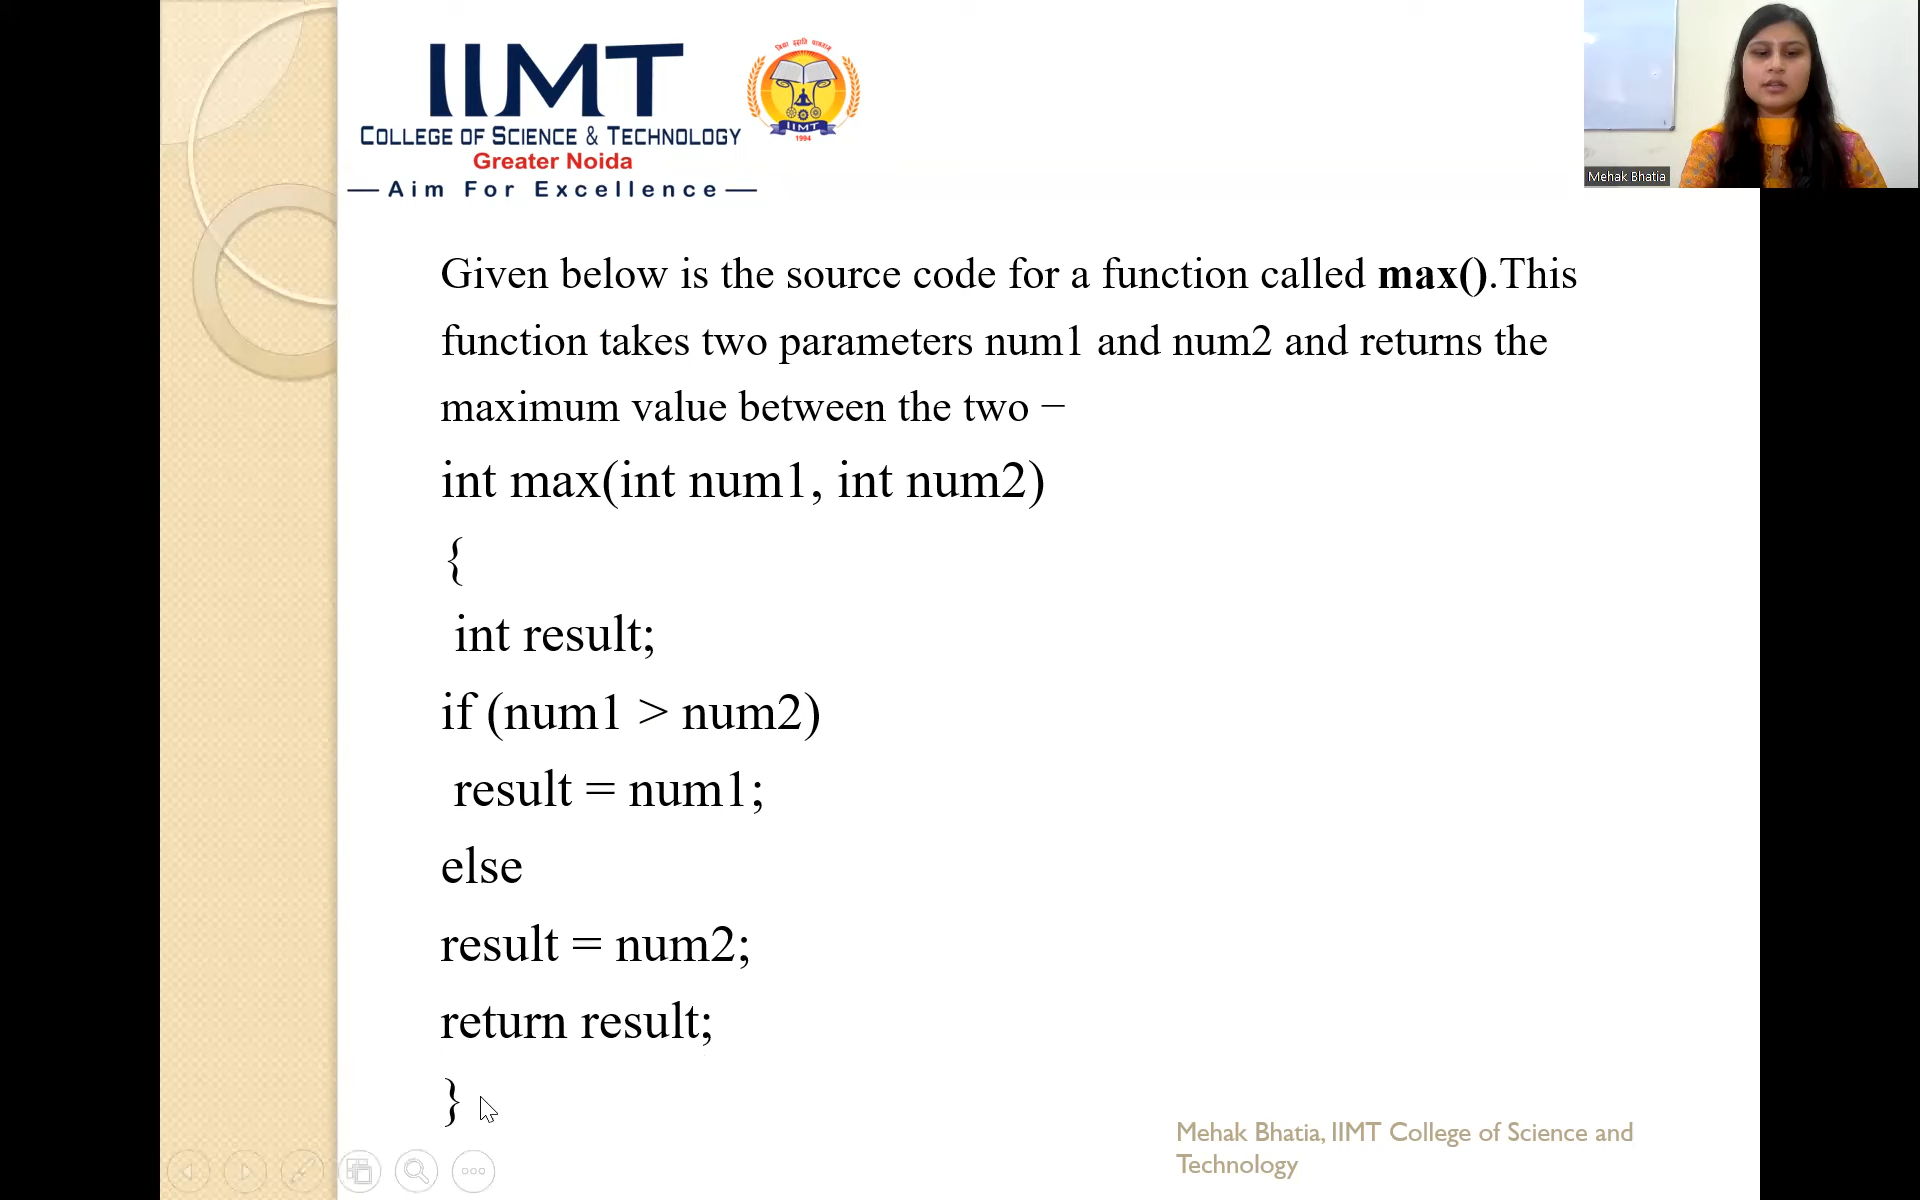 IIMT
COLLEGE OF SCIENCE & TECHNOLOGY
Greater Noida
Aim For Excellence
IIMT
1994
Mehak Bhatia
Given below is the source code for a function called max().This
function takes two parameters num1 and num2 and returns the
maximum value between the two −
int max(int num1, int num2)
{
int result;
if (num1 > num2)
result = num1;
else
result = num2;
return result;
}
Mehak Bhatia, IIMT College of Science and
Technology